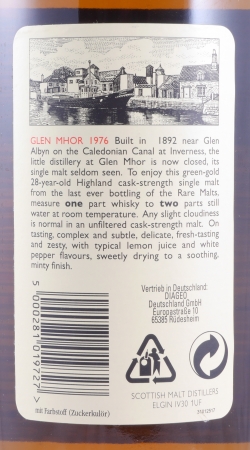 GLEN MHOR 1976 Built in 1892 near Glen
Albyn on the Caledonian Canal at Inverness, the
little distillery at Glen Mhor is now closed, its
single malt seldom seen. To enjoy this green-gold
28-year-old Highland cask-strength single malt
from the last ever bottling of the Rare Malts,
measure one part whisky to two parts still
water at room temperature. Any slight cloudiness
is normal in an unfiltered cask-strength malt. On
tasting, complex and subtle, delicate, fresh-tasting
and zesty, with typical lemon juice and white
pepper flavours, sweetly drying to a soothing,
minty finish.
5 000281 019727 >
mit Farbstoff (Zuckerkulör)
Vertrieb in Deutschland:
DIAGEO
Deutschland GmbH
Europastraße 10
65385 Rüdesheim
SCOTTISH MALT DISTILLERS
ELGIN IV30 1UF